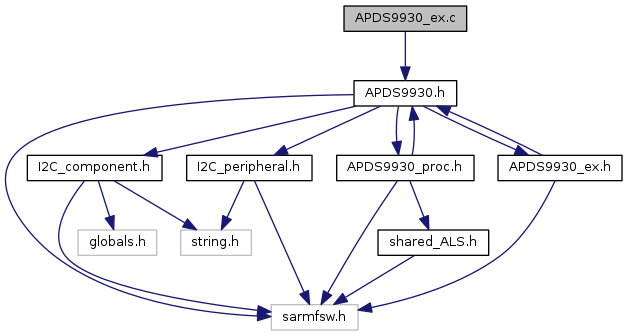 APDS9930_ex.c
APDS9930.h
I2C_component.h
I2C_peripheral.h
APDS9930_proc.h
APDS9930_ex.h
globals.h
string.h
shared_ALS.h
sarmfsw.h